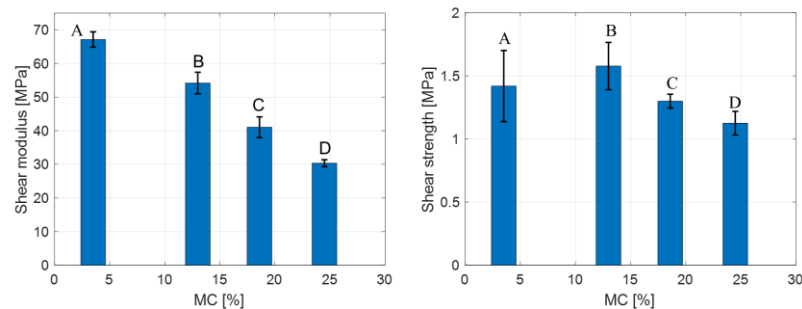 Shear modulus [MPa]
70
60
50
40
30
20
10
0
A
B
C
D
0 5 10 15 20 25 30
MC [%]
Shear strength [MPa]
2
1.5
1
0.5
0
A
B
C
D
0 5 10 15 20 25 30
MC [%]